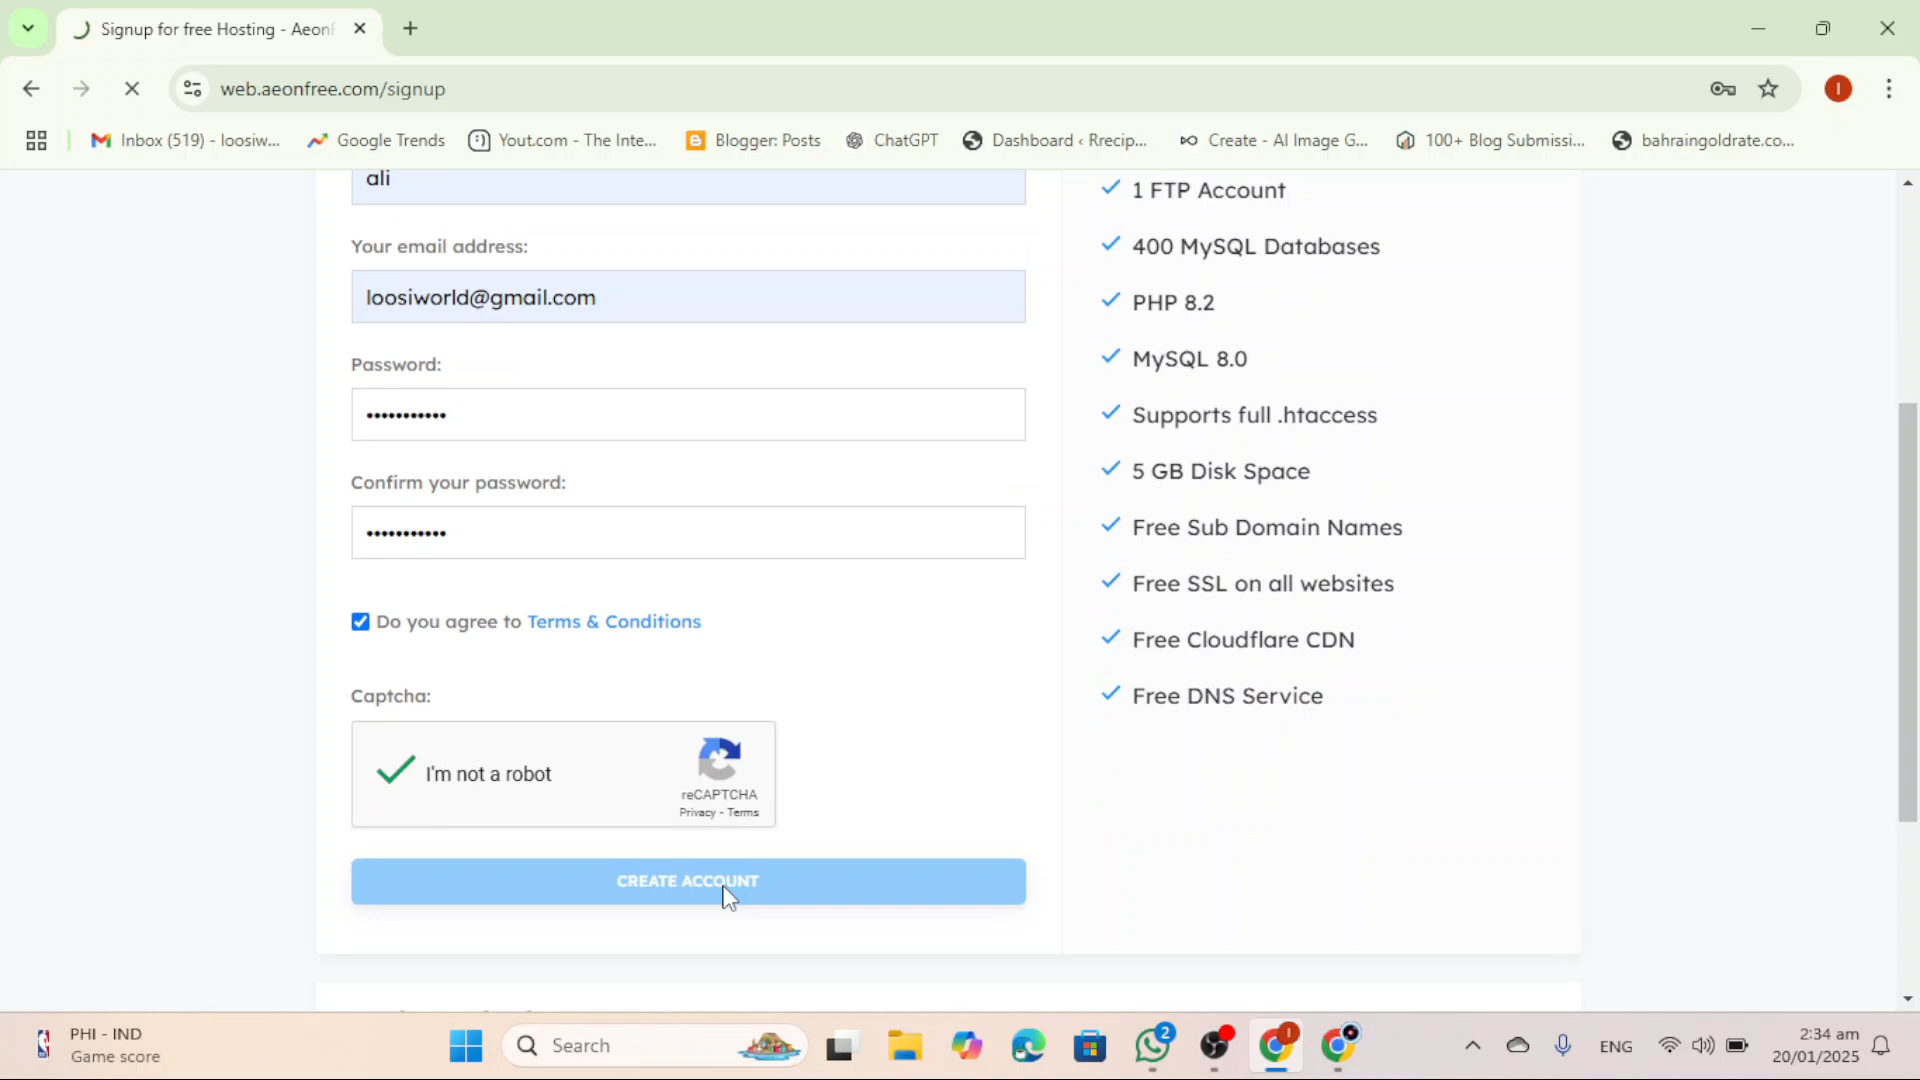 Signup for free Hosting - Aeonf
web.aeonfree.com/signup
Inbox (519) - loosiw...
Google Trends
Yout.com - The Inte...
Blogger: Posts
ChatGPT
Dashboard ‹ Rrecip...
Create - AI Image G...
100+ Blog Submissi...
bahraingoldrate.co...
I
ali
Your email address:
loosiworld@gmail.com
Password:
•••••••••••
Confirm your password:
•••••••••••
Do you agree to Terms & Conditions
Captcha:
I'm not a robot
reCAPTCHA
Privacy - Terms
CREATE ACCOUNT
1 FTP Account
400 MySQL Databases
PHP 8.2
MySQL 8.0
Supports full .htaccess
5 GB Disk Space
Free Sub Domain Names
Free SSL on all websites
Free Cloudflare CDN
Free DNS Service
PHI - IND
Game score
Search
2
I
ENG
2:34 am
20/01/2025